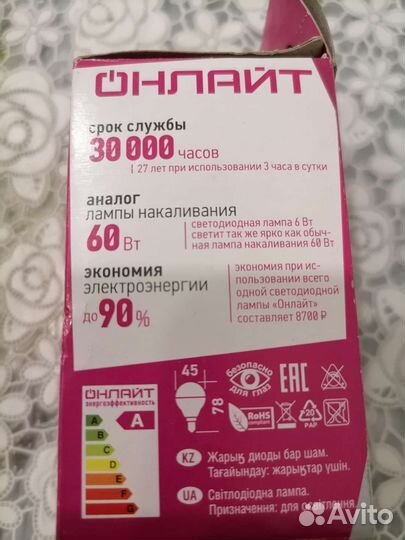 ОНЛАЙТ
срок службы
30 000 часов
27 лет при использовании 3 часа в сутки
аналог
лампы накаливания
60 Вт
светодиодная лампа 6 Вт
светит так же ярко как обыч-
ная лампа накаливания 60 Вт
экономия
электроэнергии
до 90 %
экономия при ис-
пользовании всего
одной светодиодной
лампы «Онлайт»
составляет 8700 ₽
ОНЛАЙТ
энергоэффективность
A
A
B
C
D
E
F
G
45
78
безопасно
для глаз
EAC
RoHS
compliant
20
PAP
KZ
Жарық диоды бар шам.
Тағайындау: жарықтар үшін.
UA
Світлодіодна лампа.
Призначення: для освітлення.
Avito